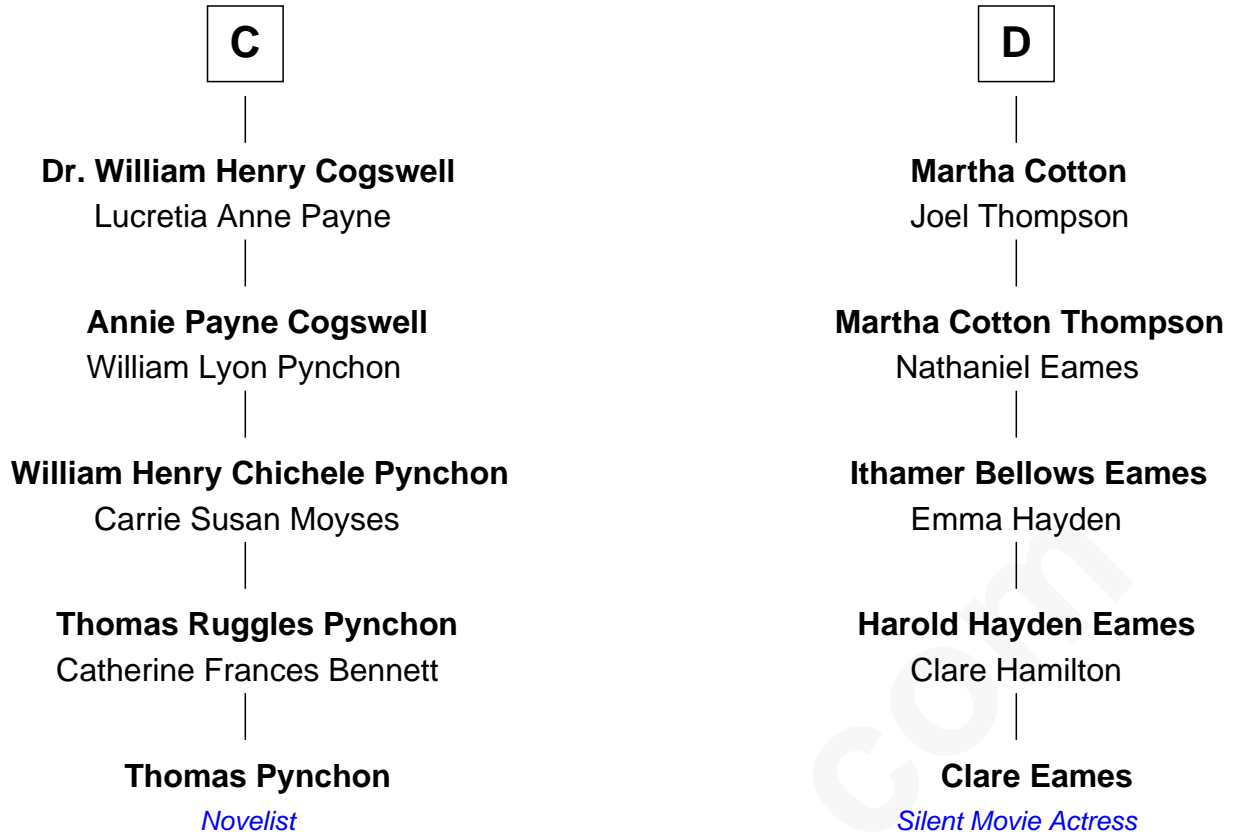 C
Dr. William Henry Cogswell
Lucretia Anne Payne
Annie Payne Cogswell
William Lyon Pynchon
William Henry Chichele Pynchon
Carrie Susan Moyses
Thomas Ruggles Pynchon
Catherine Frances Bennett
Thomas Pynchon
Novelist
D
Martha Cotton
Joel Thompson
Martha Cotton Thompson
Nathaniel Eames
Ithamer Bellows Eames
Emma Hayden
Harold Hayden Eames
Clare Hamilton
Clare Eames
Silent Movie Actress
com